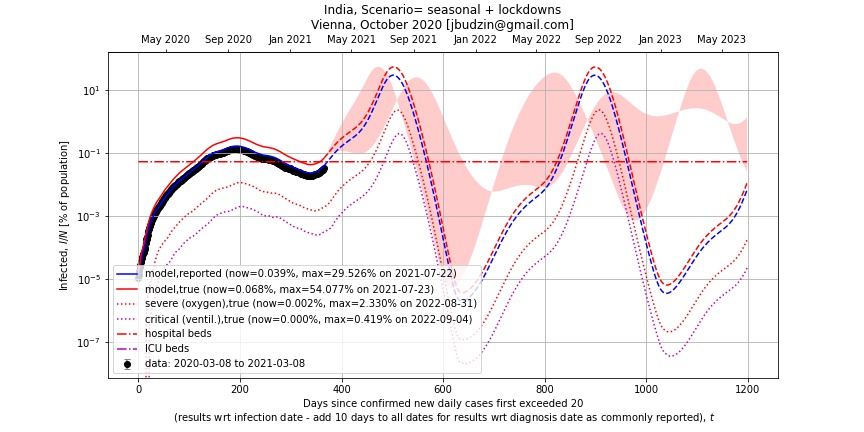 India, Scenario= seasonal + lockdowns
Vienna, October 2020 [jbudzin@gmail.com]
May 2020 Sep 2020 Jan 2021 May 2021 Sep 2021 Jan 2022 May 2022 Sep 2022 Jan 2023 May 2023
10¹
10⁻¹
10⁻³
10⁻⁵
10⁻⁷
Infected, I/N [% of population]
model,reported (now=0.039%, max=29.526% on 2021-07-22)
model,true (now=0.068%, max=54.077% on 2021-07-23)
severe (oxygen),true (now=0.002%, max=2.330% on 2022-08-31)
critical (ventil.),true (now=0.000%, max=0.419% on 2022-09-04)
hospital beds
ICU beds
data: 2020-03-08 to 2021-03-08
0 200 400 600 800 1000 1200
Days since confirmed new daily cases first exceeded 20
(results wrt infection date - add 10 days to all dates for results wrt diagnosis date as commonly reported), t